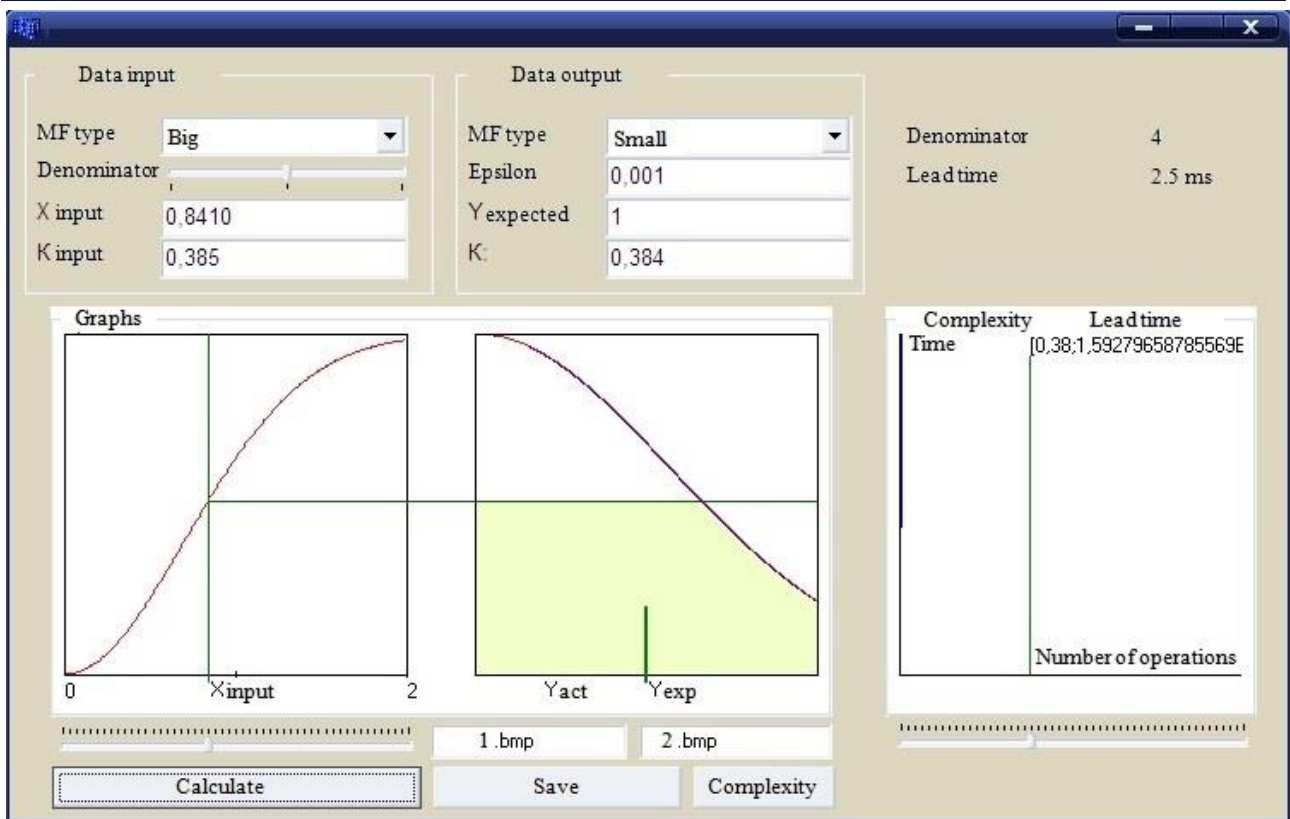 Data input
MF type Big
Denominator
X input 0,8410
K input 0,385
Data output
MF type Small
Epsilon 0,001
Y expected 1
K: 0,384
Denominator 4
Lead time 2.5 ms
Graphs
0 Xinput 2
Yact Yexp
Complexity Lead time
Time [0,38;1,59279658785569E
Number of operations
1.bmp 2.bmp
Calculate Save Complexity